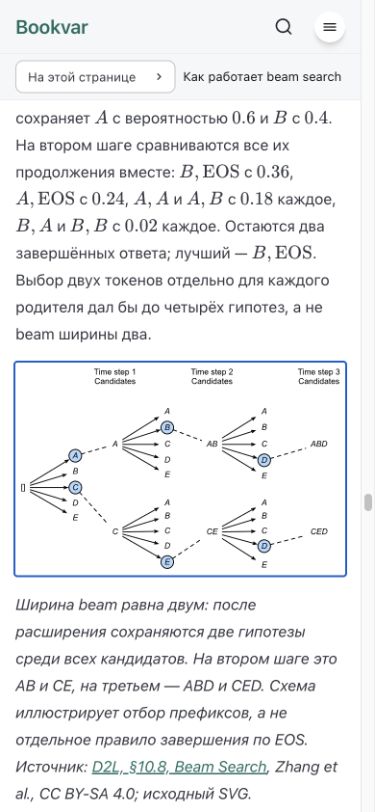 Bookvar
На этой странице
Как работает beam search
сохраняет A с вероятностью 0.6 и B с 0.4.
На втором шаге сравниваются все их
продолжения вместе: B, EOS с 0.36,
A, EOS с 0.24, A, A и A, B с 0.18 каждое,
B, A и B, B с 0.02 каждое. Остаются два
завершённых ответа; лучший — B, EOS.
Выбор двух токенов отдельно для каждого
родителя дал бы до четырёх гипотез, а не
beam ширины два.
Time step 1 Time step 2 Time step 3
Candidates Candidates Candidates
A A
B B
A A C AB C ABD
B D D
[] C E E
D A A
E B B
C C CE C CED
D D
E E
Ширина beam равна двум: после
расширения сохраняются две гипотезы
среди всех кандидатов. На втором шаге это
AB и CE, на третьем — ABD и CED. Схема
иллюстрирует отбор префиксов, а не
отдельное правило завершения по EOS.
Источник: D2L, §10.8, Beam Search, Zhang et
al., CC BY-SA 4.0; исходный SVG.